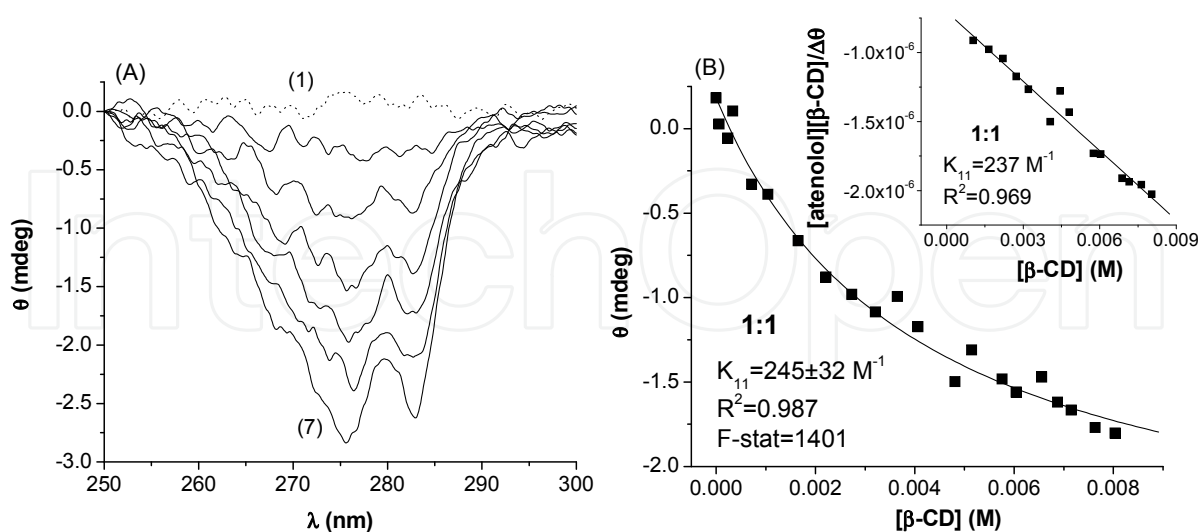 (A)
(1)
(7)
0.0
-0.5
-1.0
-1.5
-2.0
-2.5
-3.0
θ (mdeg)
250 260 270 280 290 300
λ (nm)
(B)
0.0
-0.5
-1.0
-1.5
-2.0
θ (mdeg)
1:1
K11=245±32 M-1
R2=0.987
F-stat=1401
0.000 0.002 0.004 0.006 0.008
[β-CD] (M)
[atenolol][β-CD]/Δθ
-1.0x10-6
-1.5x10-6
-2.0x10-6
1:1
K11=237 M-1
R2=0.969
0.000 0.003 0.006 0.009
[β-CD] (M)
IntechOpen